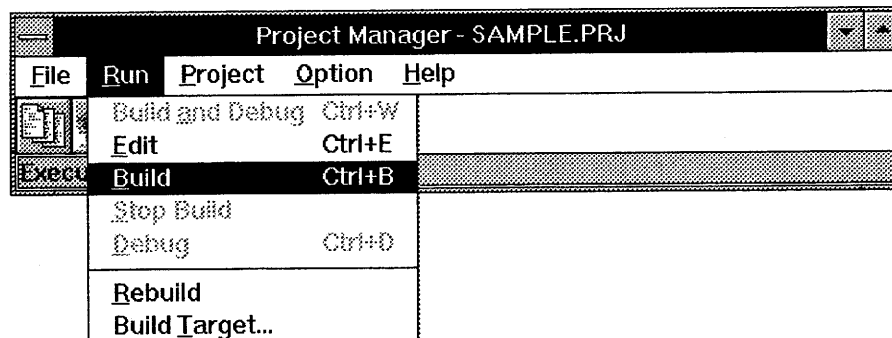 Project Manager - SAMPLE.PRJ
File Run Project Option Help
Build and Debug Ctrl+W
Edit Ctrl+E
Execu
Build Ctrl+B
Stop Build
Debug Ctrl+D
Rebuild
Build Target...